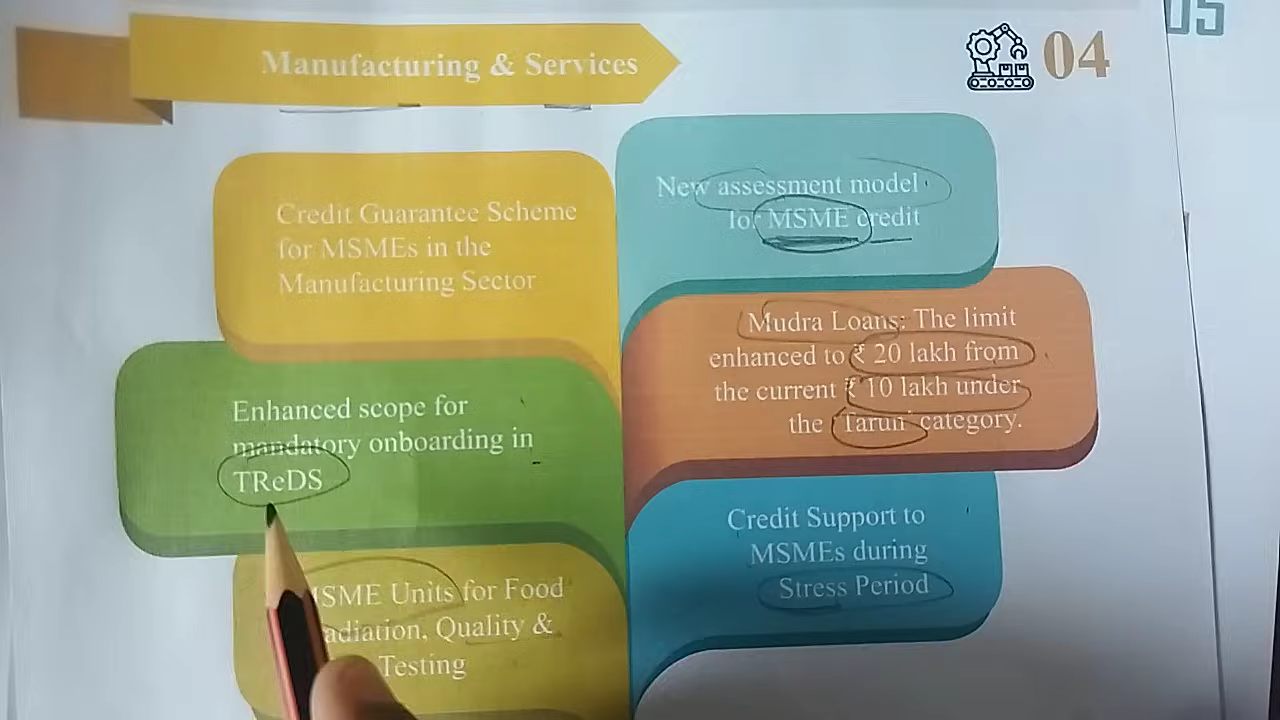 Manufacturing & Services
04
05
Credit Guarantee Scheme
for MSMEs in the
Manufacturing Sector
New assessment model
for MSME credit
Mudra Loans: The limit
enhanced to ₹ 20 lakh from
the current ₹ 10 lakh under
the 'Tarun' category.
Enhanced scope for
mandatory onboarding in
TReDS
Credit Support to
MSMEs during
Stress Period
MSME Units for Food
Quality &
Testing